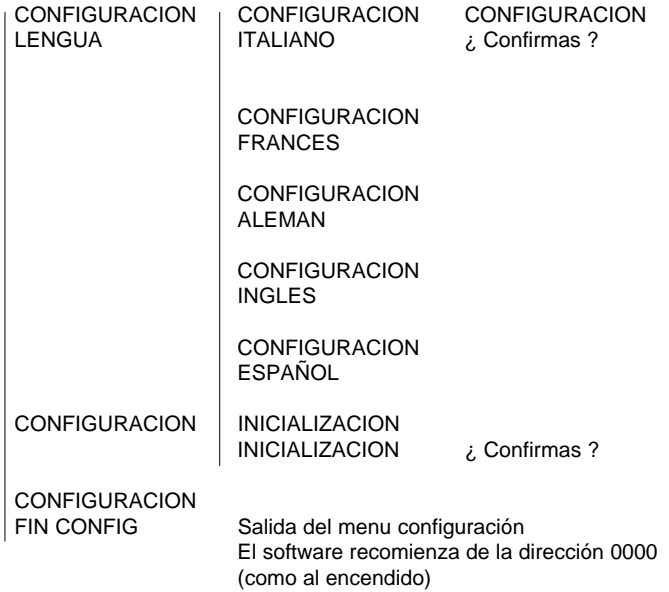 CONFIGURACION CONFIGURACION CONFIGURACION
LENGUA ITALIANO ¿ Confirmas ?
CONFIGURACION
FRANCES
CONFIGURACION
ALEMAN
CONFIGURACION
INGLES
CONFIGURACION
ESPAÑOL
CONFIGURACION INICIALIZACION
INICIALIZACION ¿ Confirmas ?
CONFIGURACION
FIN CONFIG Salida del menu configuración
El software recomienza de la dirección 0000
(como al encendido)